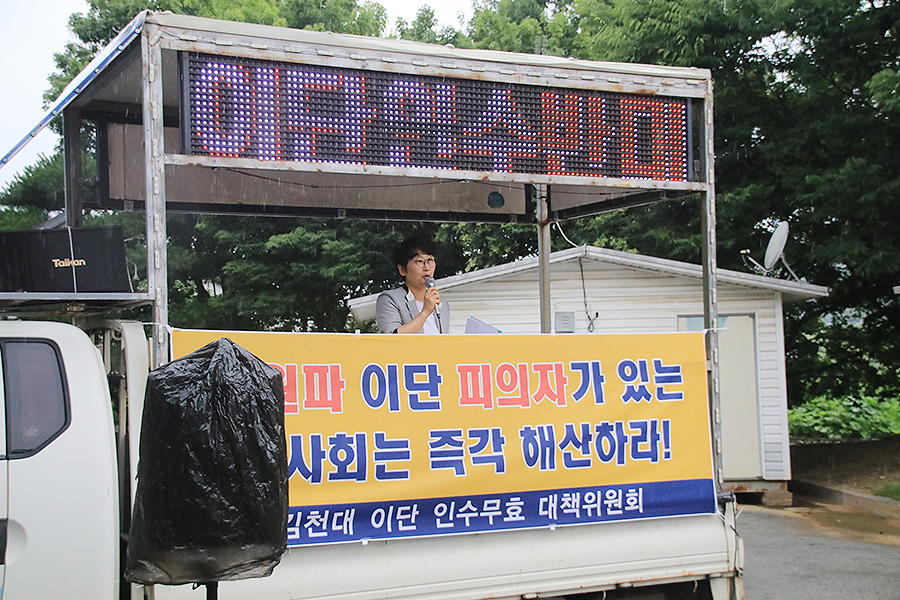 이단인수반대
Taikan
원파 이단 피의자가 있는
사회는 즉각 해산하라!
김천대 이단 인수무효 대책위원회